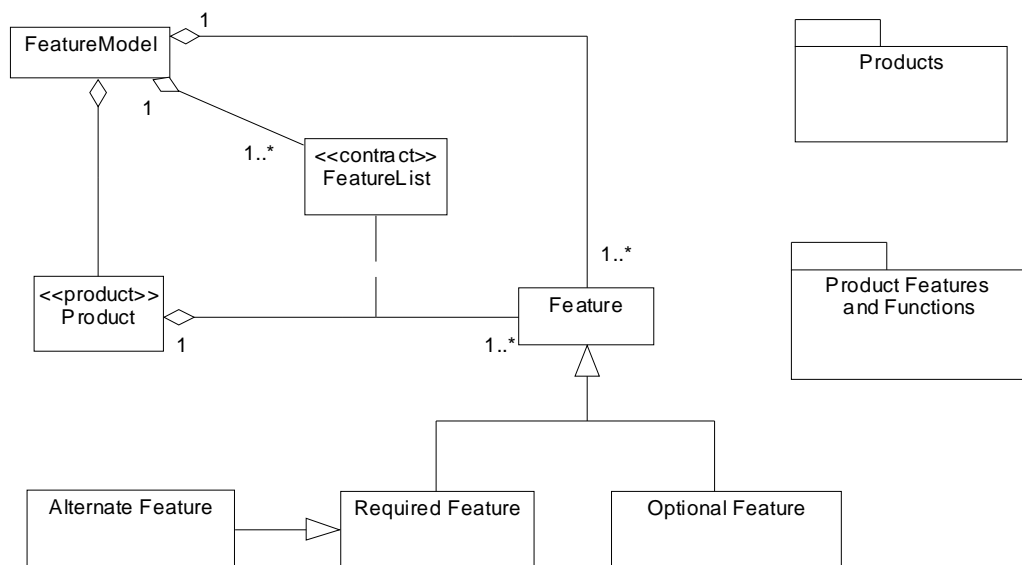 1
FeatureModel
Products
1
1..*
<<contract>>
FeatureList
1..*
<<product>>
Product
Feature
Product Features
and Functions
1
1..*
Alternate Feature
Required Feature
Optional Feature